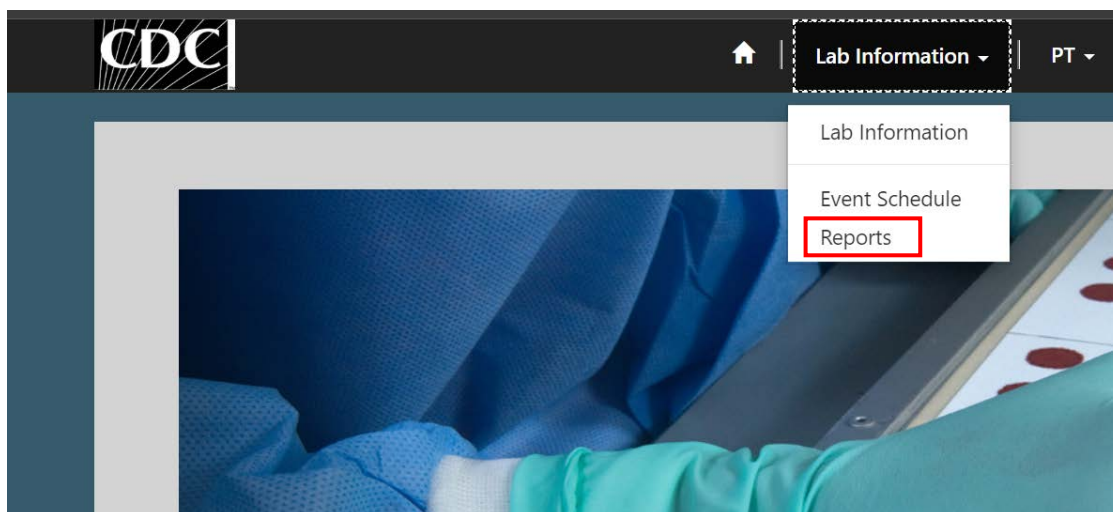 CDC
Lab Information
PT
Lab Information
Event Schedule
Reports